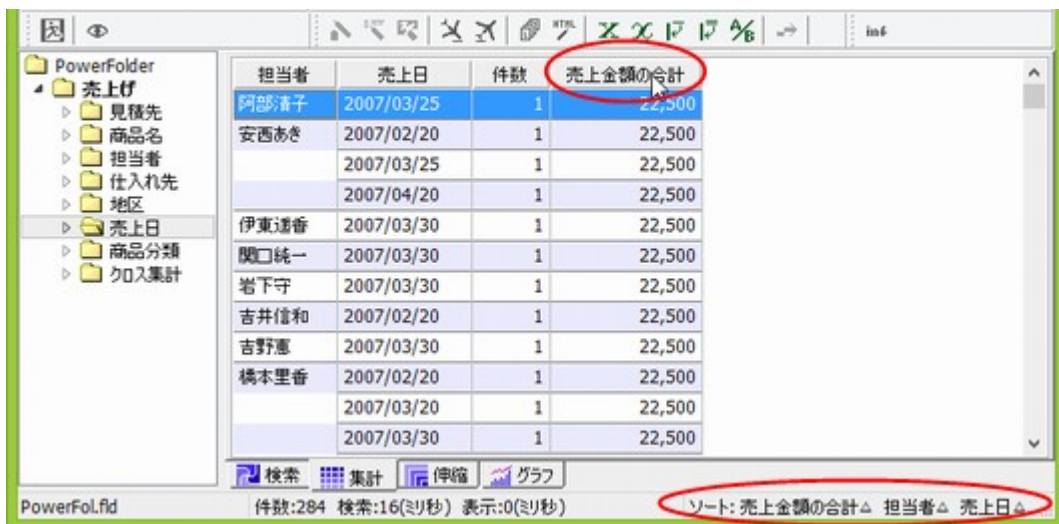 HTML
inf
PowerFolder
売上げ
見積先
商品名
担当者
仕入れ先
地区
売上日
商品分類
クロス集計
担当者 売上日 件数 売上金額の合計
阿部清子 2007/03/25 1 22,500
安西あき 2007/02/20 1 22,500
2007/03/25 1 22,500
2007/04/20 1 22,500
伊東遥香 2007/03/30 1 22,500
関口純一 2007/03/30 1 22,500
岩下守 2007/03/30 1 22,500
吉井信和 2007/02/20 1 22,500
吉野恵 2007/03/30 1 22,500
橋本里香 2007/02/20 1 22,500
2007/03/20 1 22,500
2007/03/30 1 22,500
検索 集計 伸縮 グラフ
PowerFol.fld 件数:284 検索:16(ミリ秒) 表示:0(ミリ秒) ソート: 売上金額の合計△ 担当者△ 売上日△